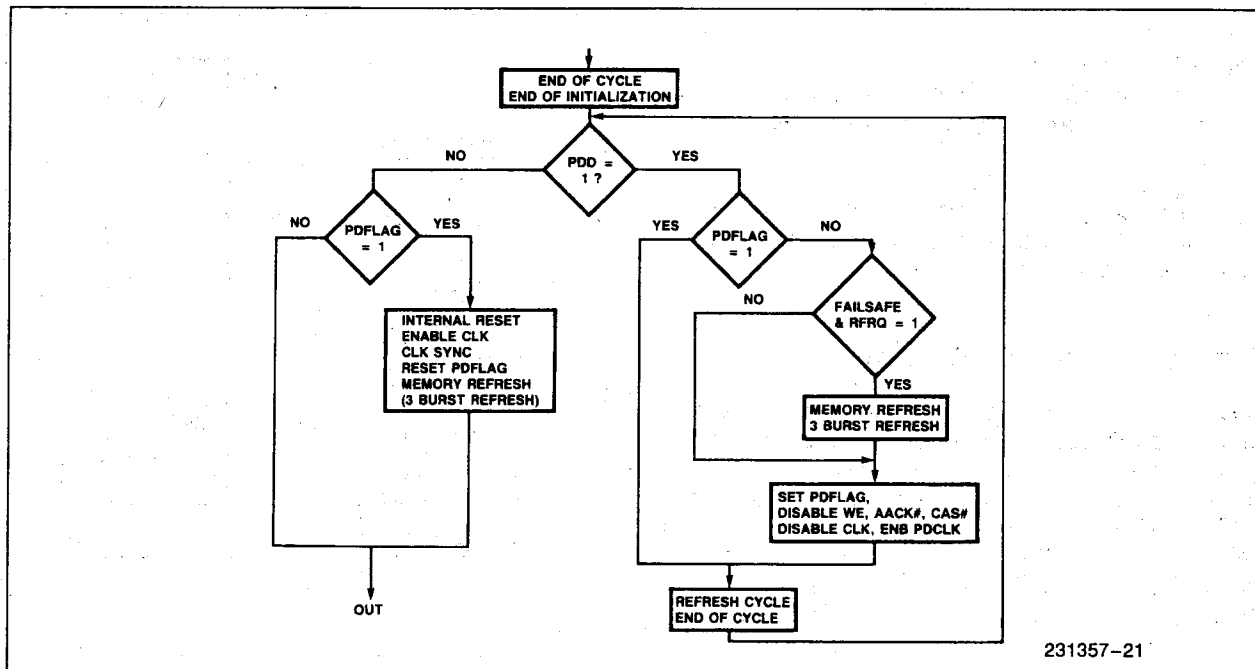 END OF CYCLE
END OF INITIALIZATION
NO
PDD =
1 ?
YES
NO
PDFLAG
= 1
YES
YES
PDFLAG
= 1
NO
NO
FAILSAFE
& RFRQ = 1
YES
INTERNAL RESET
ENABLE CLK
CLK SYNC
RESET PDFLAG
MEMORY REFRESH
(3 BURST REFRESH)
MEMORY REFRESH
3 BURST REFRESH
SET PDFLAG,
DISABLE WE, AACK#, CAS#
DISABLE CLK, ENB PDCLK
OUT
REFRESH CYCLE
END OF CYCLE
231357-21